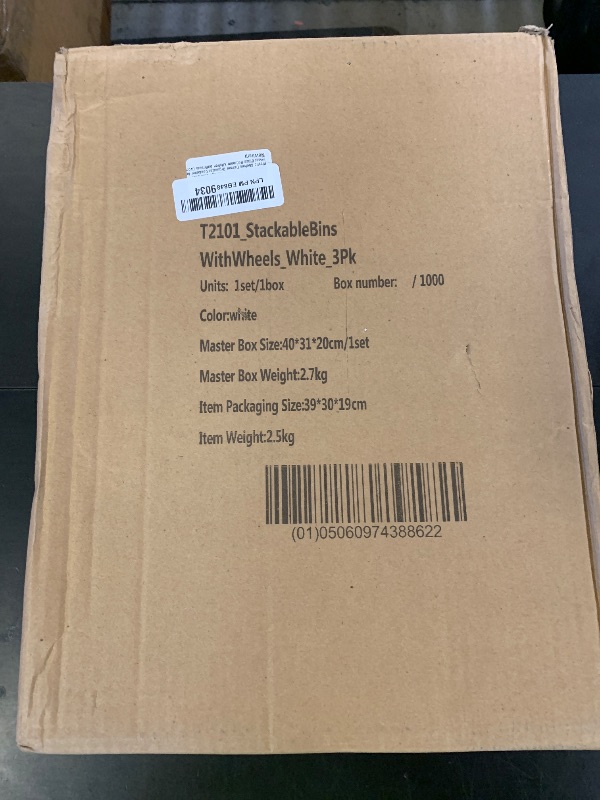 T2101_StackableBins
WithWheels_White_3Pk
Units: 1set/1box Box number: / 1000
Color:white
Master Box Size:40*31*20cm/1set
Master Box Weight:2.7kg
Item Packaging Size:39*30*19cm
Item Weight:2.5kg
(01)05060974388622